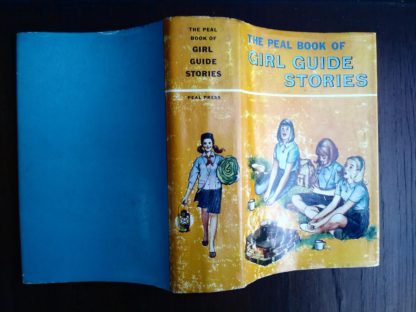 THE PEAL
BOOK OF
GIRL
GUIDE
STORIES
PEAL PRESS
THE PEAL BOOK OF
GIRL GUIDE
STORIES